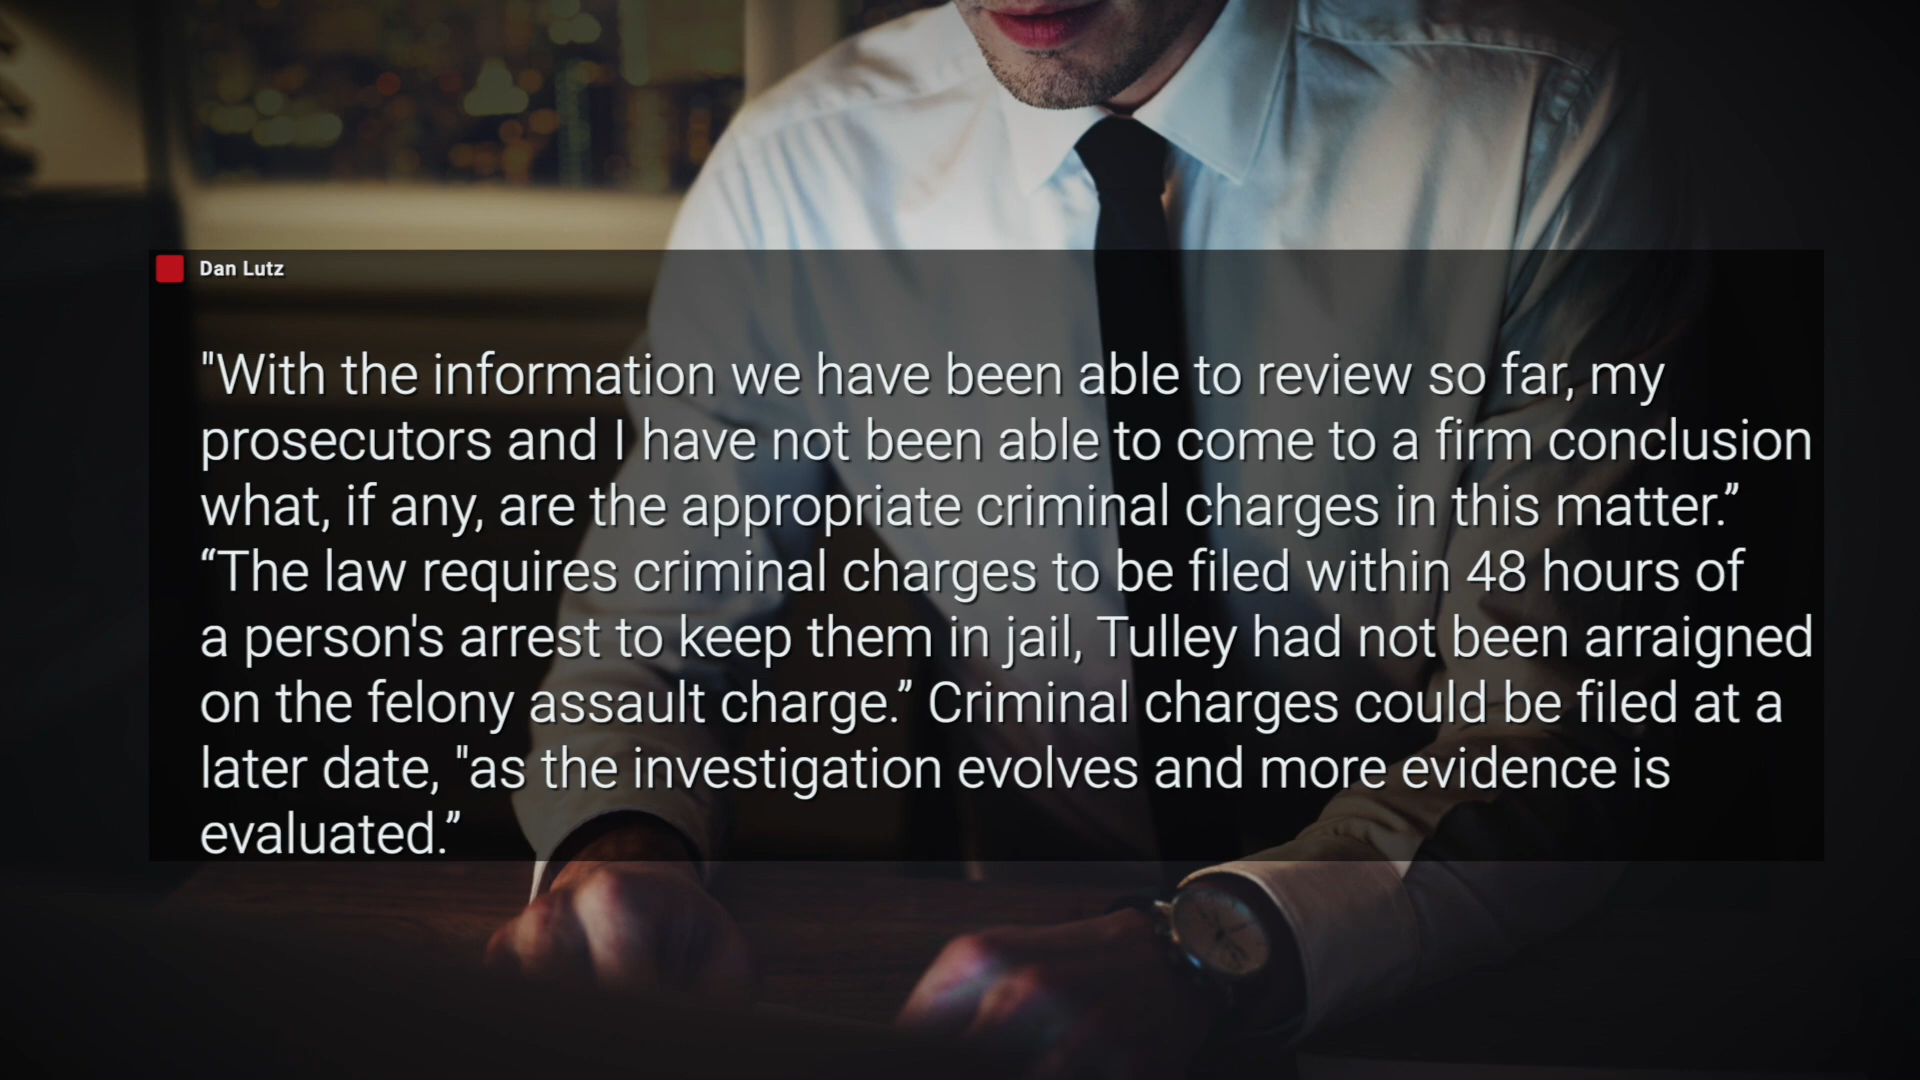 Dan Lutz
"With the information we have been able to review so far, my
prosecutors and I have not been able to come to a firm conclusion
what, if any, are the appropriate criminal charges in this matter.”
“The law requires criminal charges to be filed within 48 hours of
a person's arrest to keep them in jail, Tulley had not been arraigned
on the felony assault charge.” Criminal charges could be filed at a
later date, "as the investigation evolves and more evidence is
evaluated.”